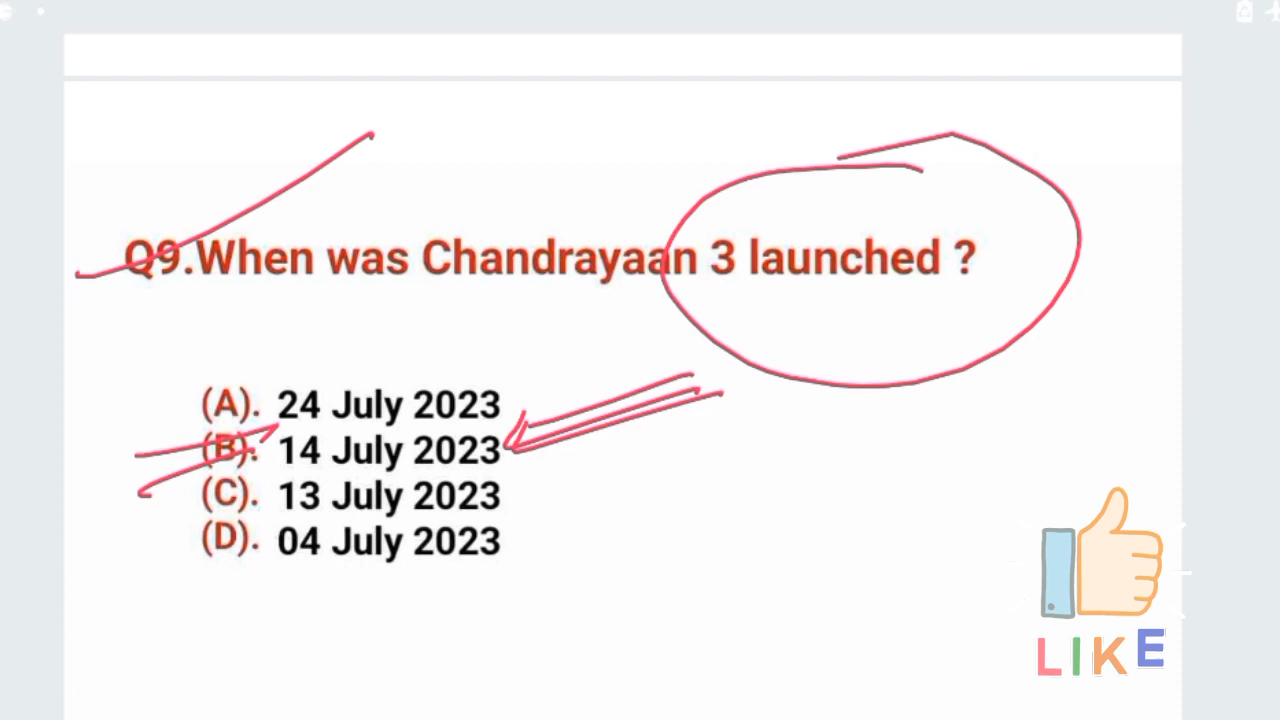 Q9.When was Chandrayaan 3 launched ?
(A). 24 July 2023
(B). 14 July 2023
(C). 13 July 2023
(D). 04 July 2023
LIKE